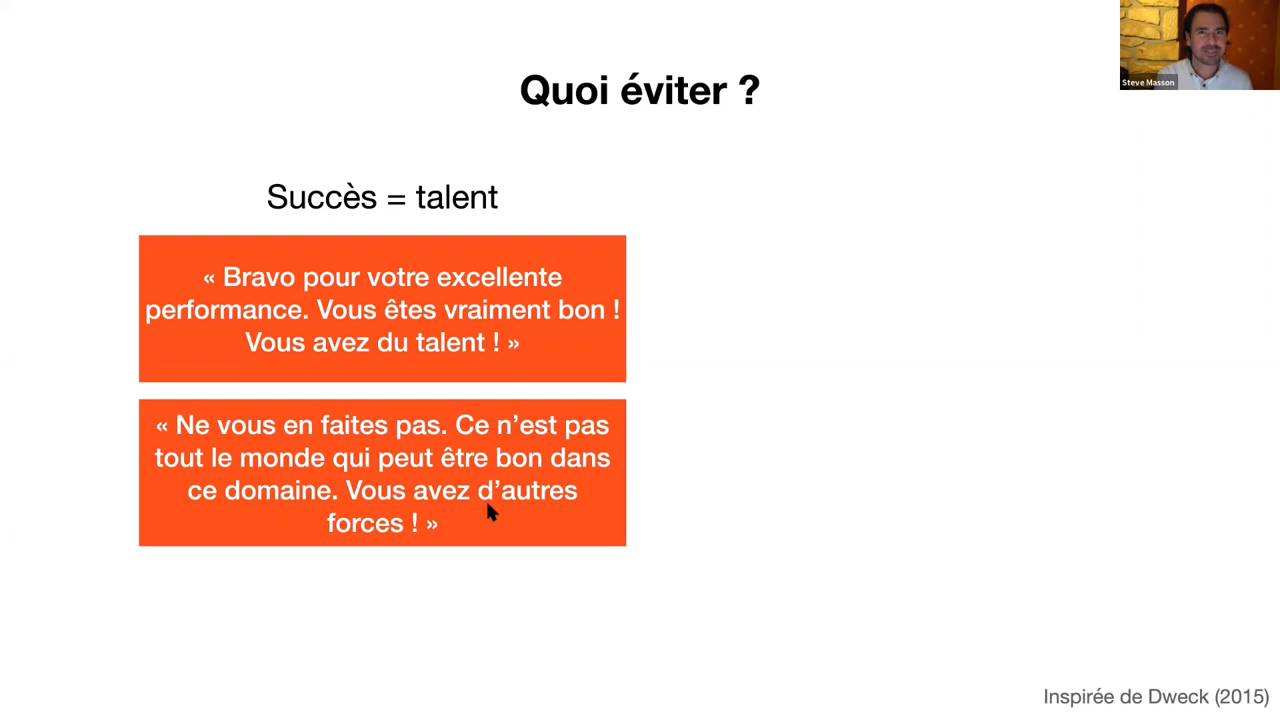 Steve Masson
Quoi éviter ?
Succès = talent
« Bravo pour votre excellente
performance. Vous êtes vraiment bon !
Vous avez du talent ! »
« Ne vous en faites pas. Ce n’est pas
tout le monde qui peut être bon dans
ce domaine. Vous avez d’autres
forces ! »
Inspirée de Dweck (2015)